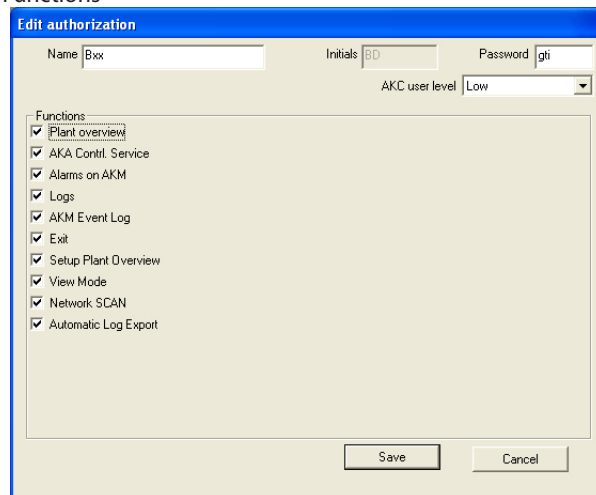 Functions
Edit authorization
Name Bxx Initials BD Password gti
AKC user level Low
Functions
Plant overview
AKA Contrl. Service
Alarms on AKM
Logs
AKM Event Log
Exit
Setup Plant Overview
View Mode
Network SCAN
Automatic Log Export
Save Cancel